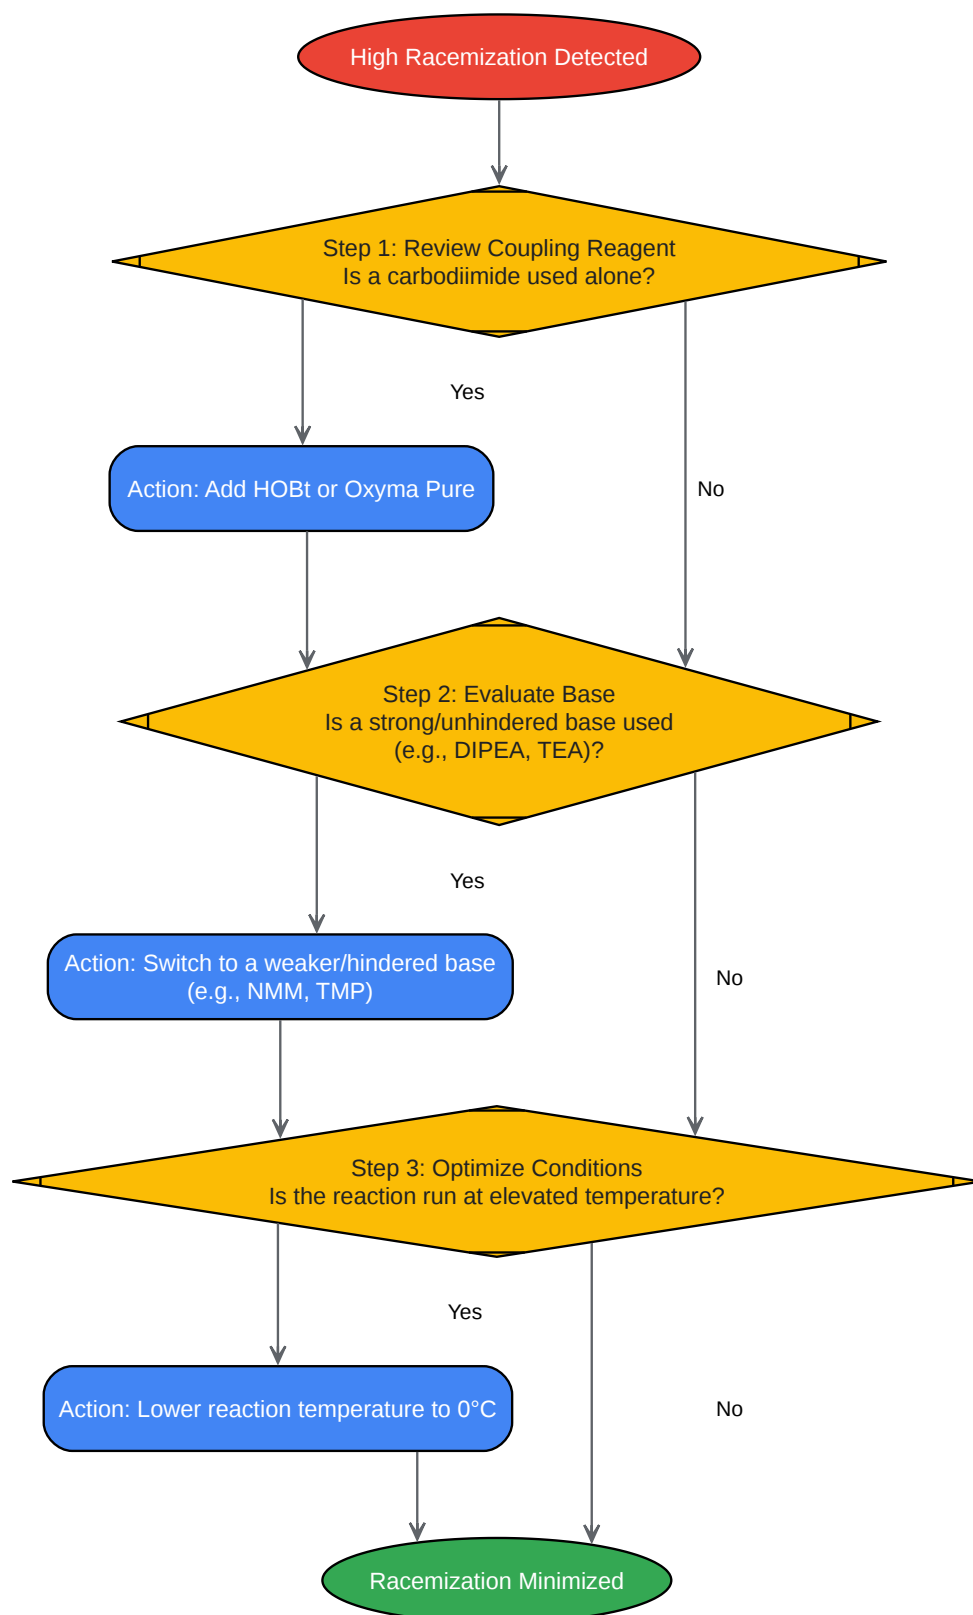 High Racemization Detected
Step 1: Review Coupling Reagent
Is a carbodiimide used alone?
Yes
Action: Add HOBt or Oxyma Pure
No
Step 2: Evaluate Base
Is a strong/unhindered base used
(e.g., DIPEA, TEA)?
Yes
Action: Switch to a weaker/hindered base
(e.g., NMM, TMP)
No
Step 3: Optimize Conditions
Is the reaction run at elevated temperature?
Yes
Action: Lower reaction temperature to 0°C
No
Racemization Minimized